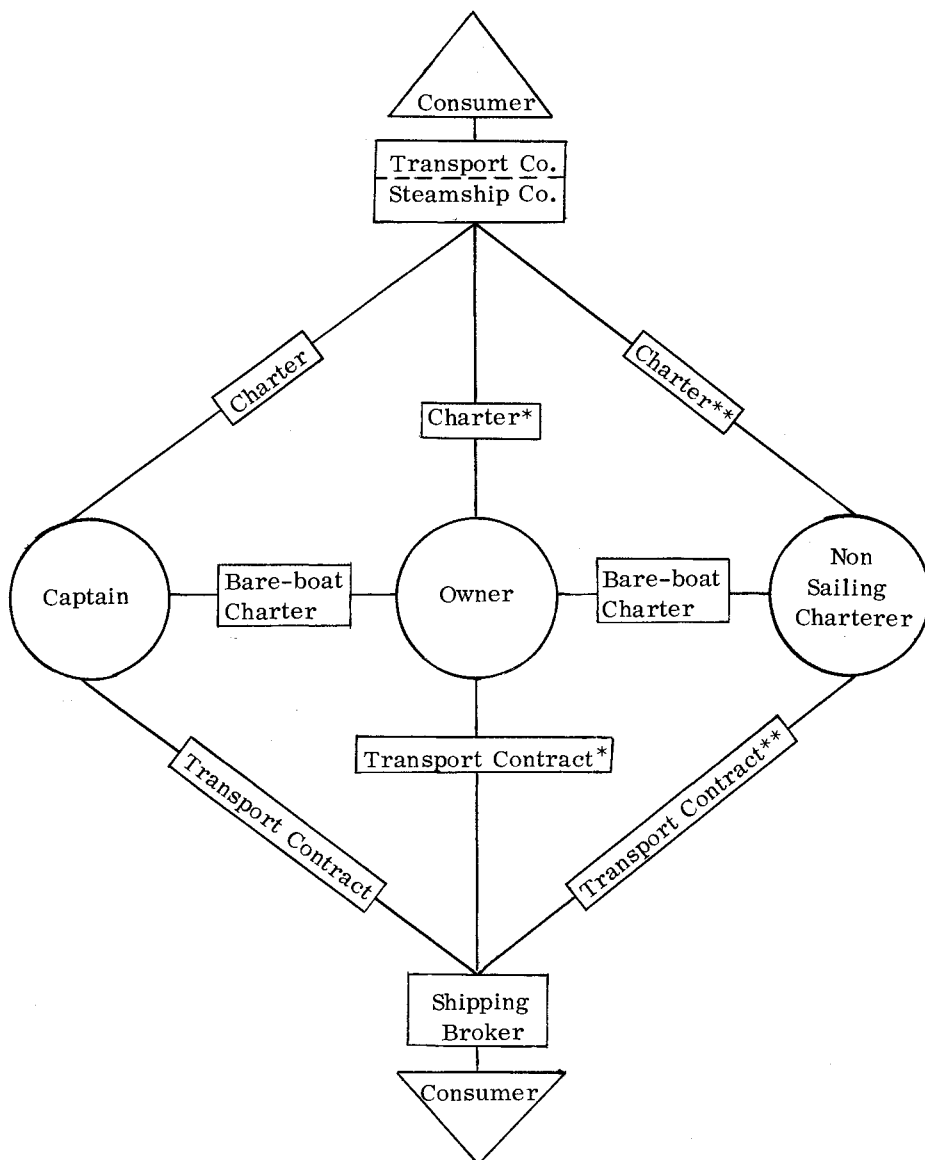 Consumer
Transport Co.
Steamship Co.
Charter
Charter*
Charter**
Captain
Bare-boat
Charter
Owner
Bare-boat
Charter
Non
Sailing
Charterer
Transport Contract
Transport Contract*
Transport Contract**
Shipping
Broker
Consumer